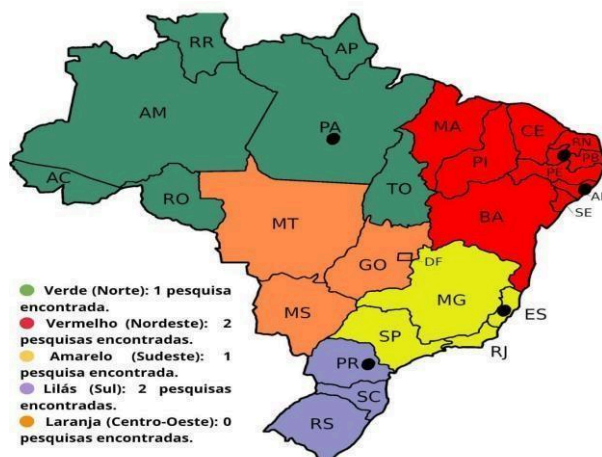 RR
AP
AM
PA
MA
CE
RN
PB
PI
PE
AC
TO
AL
RO
SE
BA
MT
GO
DF
MG
MS
ES
SP
RJ
PR
SC
RS
Verde (Norte): 1 pesquisa
encontrada.
Vermelho (Nordeste): 2
pesquisas encontradas.
Amarelo (Sudeste): 1
pesquisa encontrada.
Lilás (Sul): 2 pesquisas
encontradas.
Laranja (Centro-Oeste): 0
pesquisas encontradas.